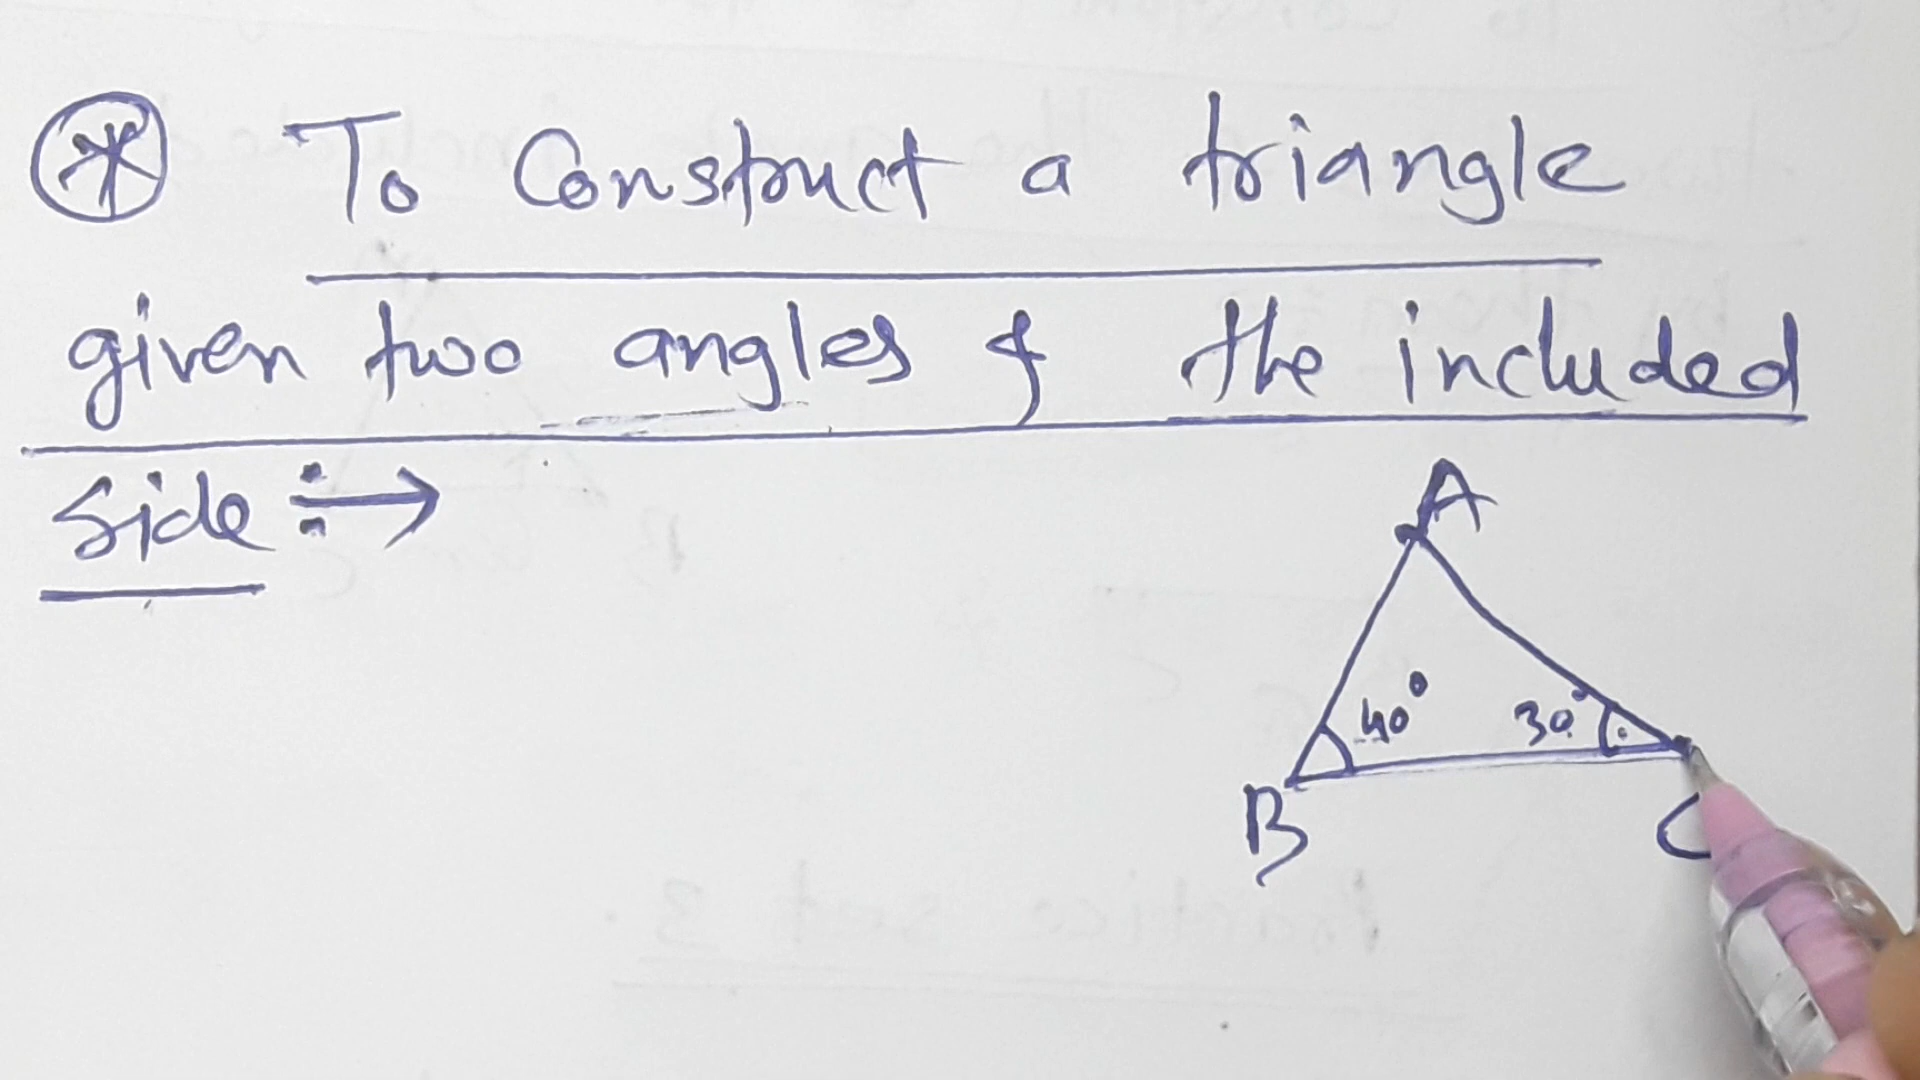 * To Construct a triangle
given two angles & the included
side ÷→
A
40° 30°
B C